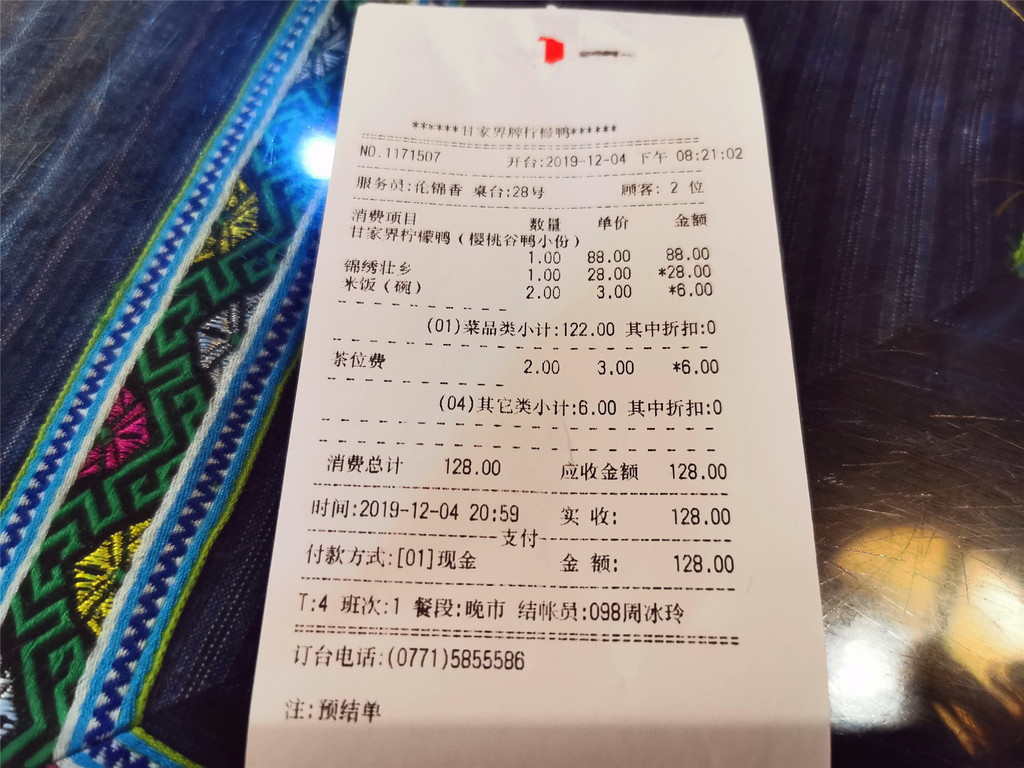 ******甘家界牌柠檬鸭******
NO.1171507 开台:2019-12-04 下午 08:21:02
服务员:伦锦香 桌台:28号 顾客: 2 位
消费项目 数量 单价 金额
甘家界柠檬鸭(樱桃谷鸭小份)
1.00 88.00 88.00
锦绣壮乡 1.00 28.00 *28.00
米饭(碗) 2.00 3.00 *6.00
(01)菜品类小计:122.00 其中折扣:0
茶位费 2.00 3.00 *6.00
(04)其它类小计:6.00 其中折扣:0
消费总计 128.00 应收金额 128.00
时间:2019-12-04 20:59 实 收: 128.00
支付
付款方式:[01]现金 金 额: 128.00
T:4 班次:1 餐段:晚市 结帐员:098周冰玲
订台电话:(0771)5855586
注:预结单